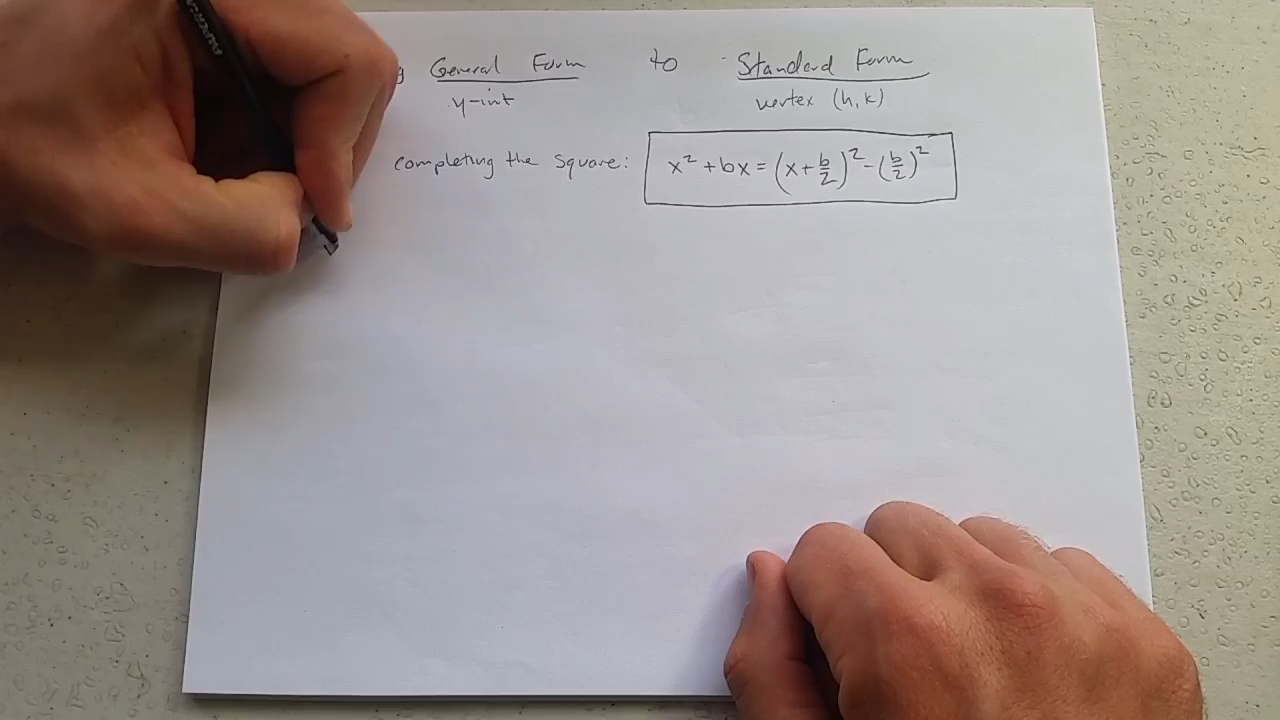 General Form to Standard Form
y-int vertex (h,k)
completing the square: x² + bx = (x + b/2)² - (b/2)²